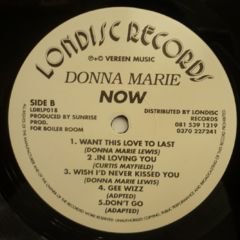 LONDISC RECORDS
℗+© VEREEN MUSIC
DONNA MARIE
NOW
SIDE B
LDRLP018
PRODUCED BY SUNRISE
PROD.
FOR BOILER ROOM
DISTRIBUTED BY LONDISC
RECORDS
081 539 1219
0370 227241
1. WANT THIS LOVE TO LAST
(DONNA MARIE LEWIS)
2 .IN LOVING YOU
(CURTIS MAYFIELD)
3. WISH I'D NEVER KISSED YOU
(DONNA MARIE LEWIS)
4. GEE WIZZ
(ADPTED)
5.DON'T GO
(ADAPTED)